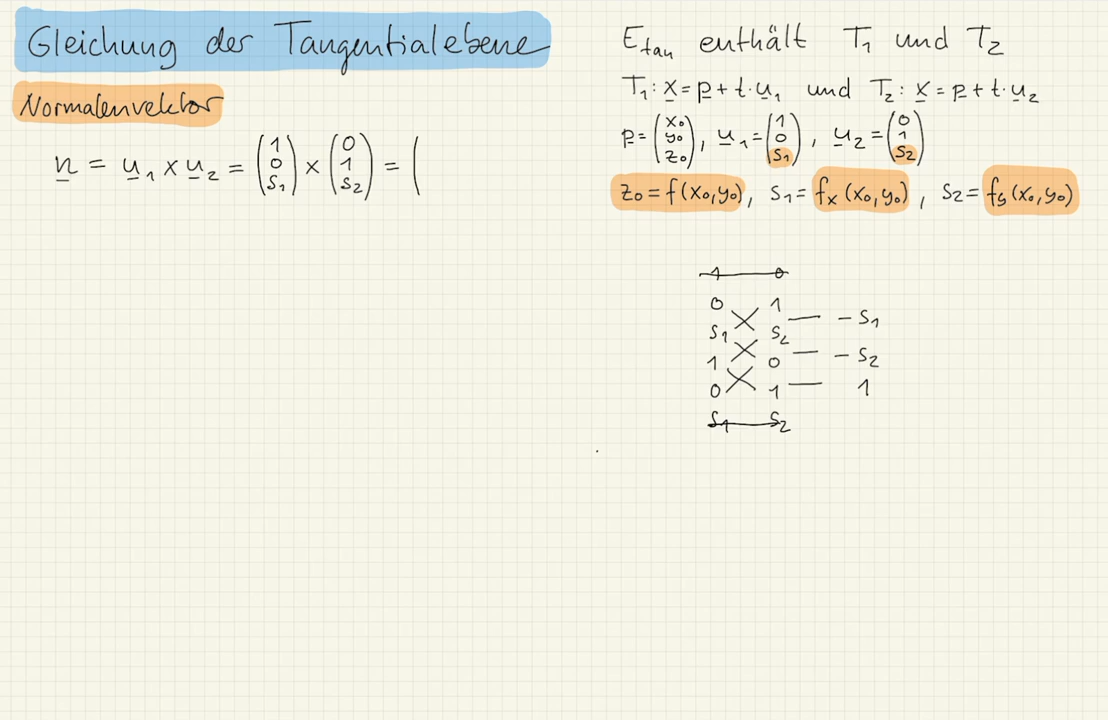 Gleichung der Tangentialebene
Normalenvektor
n = u₁ × u₂ = (1 0 s₁) × (0 1 s₂) = (
E_tan enthält T₁ und T₂
T₁: x = p + t·u₁ und T₂: x = p + t·u₂
p = (x₀ y₀ z₀), u₁ = (1 0 s₁), u₂ = (0 1 s₂)
z₀ = f(x₀,y₀), s₁ = fₓ(x₀,y₀), s₂ = f_y(x₀,y₀)
1 0
0 1 — -s₁
s₁ s₂
1 0 — -s₂
0 1 — 1
s₁ s₂